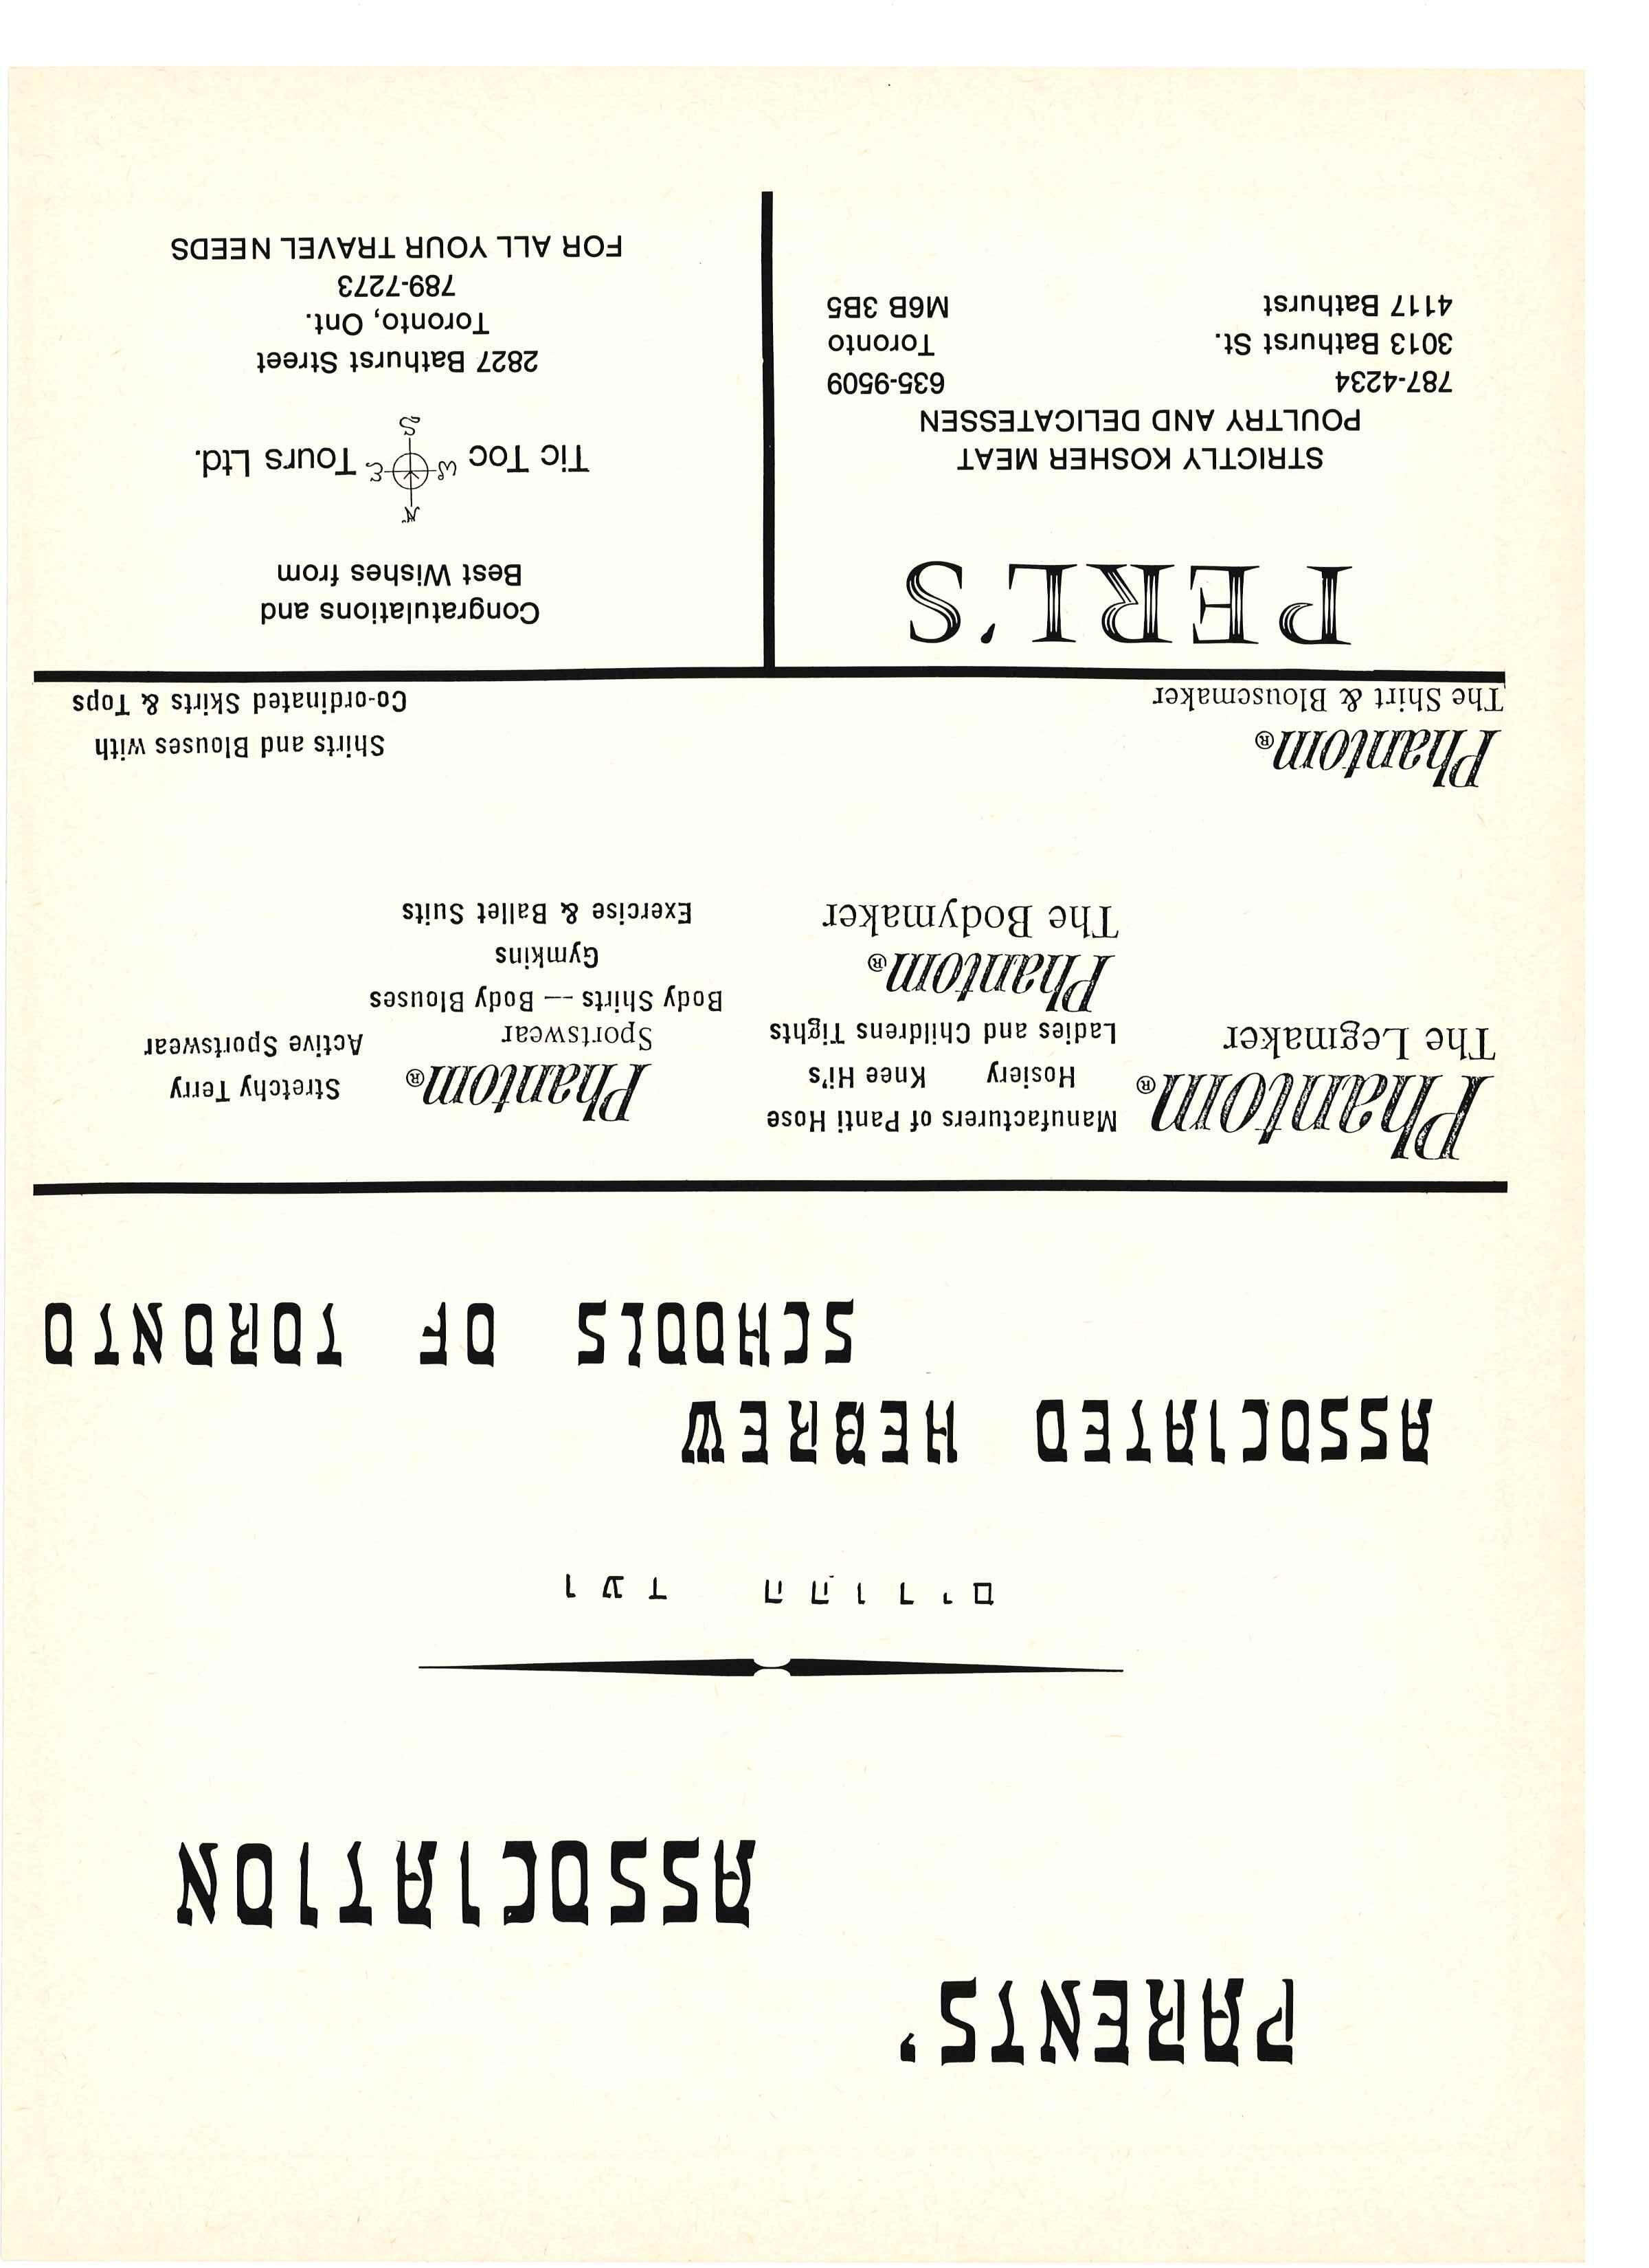 PARENTS'
ASSOCIATION
ועד ההורים
ASSOCIATED HEBREW
SCHOOLS OF TORONTO
Phantom®
The Legmaker
Manufacturers of Panti Hose
Hosiery Knee Hi's
Ladies and Childrens Tights
Phantom®
The Bodymaker
Phantom®
Sportswear
Body Shirts -- Body Blouses
Gymkins
Exercise & Ballet Suits
Stretchy Terry
Active Sportswear
Phantom®
The Shirt & Blousemaker
Shirts and Blouses with
Co-ordinated Skirts & Tops
PERL'S
STRICTLY KOSHER MEAT
POULTRY AND DELICATESSEN
787-4234 635-9509
3013 Bathurst St. Toronto
4117 Bathurst M6B 3B5
Congratulations and
Best Wishes from
N
Tic Toc W E Tours Ltd.
S
2827 Bathurst Street
Toronto, Ont.
789-7273
FOR ALL YOUR TRAVEL NEEDS